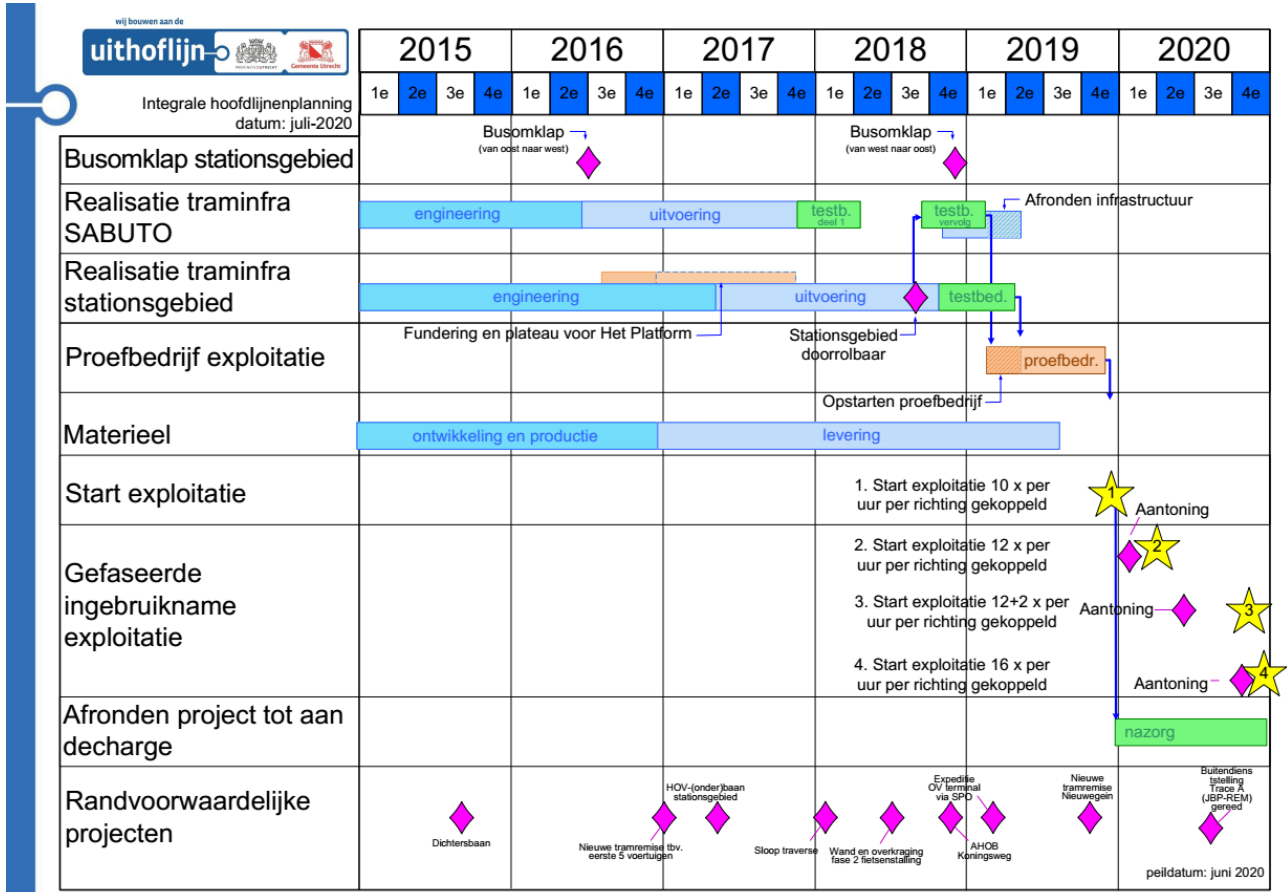 wij bouwen aan de
uithoflijn
PROVINCIE UTRECHT
Gemeente Utrecht
Integrale hoofdlijnenplanning
datum: juli-2020
2015 2016 2017 2018 2019 2020
1e 2e 3e 4e 1e 2e 3e 4e 1e 2e 3e 4e 1e 2e 3e 4e 1e 2e 3e 4e 1e 2e 3e 4e
Busomklap stationsgebied
Busomklap
(van oost naar west)
Busomklap
(van west naar oost)
Realisatie traminfra
SABUTO
engineering
uitvoering
testb.
deel 1
testb.
vervolg
Afronden infrastructuur
Realisatie traminfra
stationsgebied
engineering
uitvoering
testbed.
Fundering en plateau voor Het Platform
Stationsgebied
doorrolbaar
Proefbedrijf exploitatie
proefbedr.
Opstarten proefbedrijf
Materieel
ontwikkeling en productie
levering
Start exploitatie
1. Start exploitatie 10 x per
uur per richting gekoppeld
1
Gefaseerde
ingebruikname
exploitatie
Aantoning
2. Start exploitatie 12 x per
uur per richting gekoppeld
2
3. Start exploitatie 12+2 x per
uur per richting gekoppeld
Aantoning
3
4. Start exploitatie 16 x per
uur per richting gekoppeld
Aantoning
4
Afronden project tot aan
decharge
nazorg
Randvoorwaardelijke
projecten
Dichtersbaan
Nieuwe tramremise tbv.
eerste 5 voertuigen
HOV-(onder)baan
stationsgebied
Sloop traverse
Wand en overkraging
fase 2 fietsenstalling
Expeditie
OV terminal
via SPO
AHOB
Koningsweg
Nieuwe
tramremise
Nieuwegein
Buitendiens
tstelling
Trace A
(JBP-REM)
gereed
peildatum: juni 2020